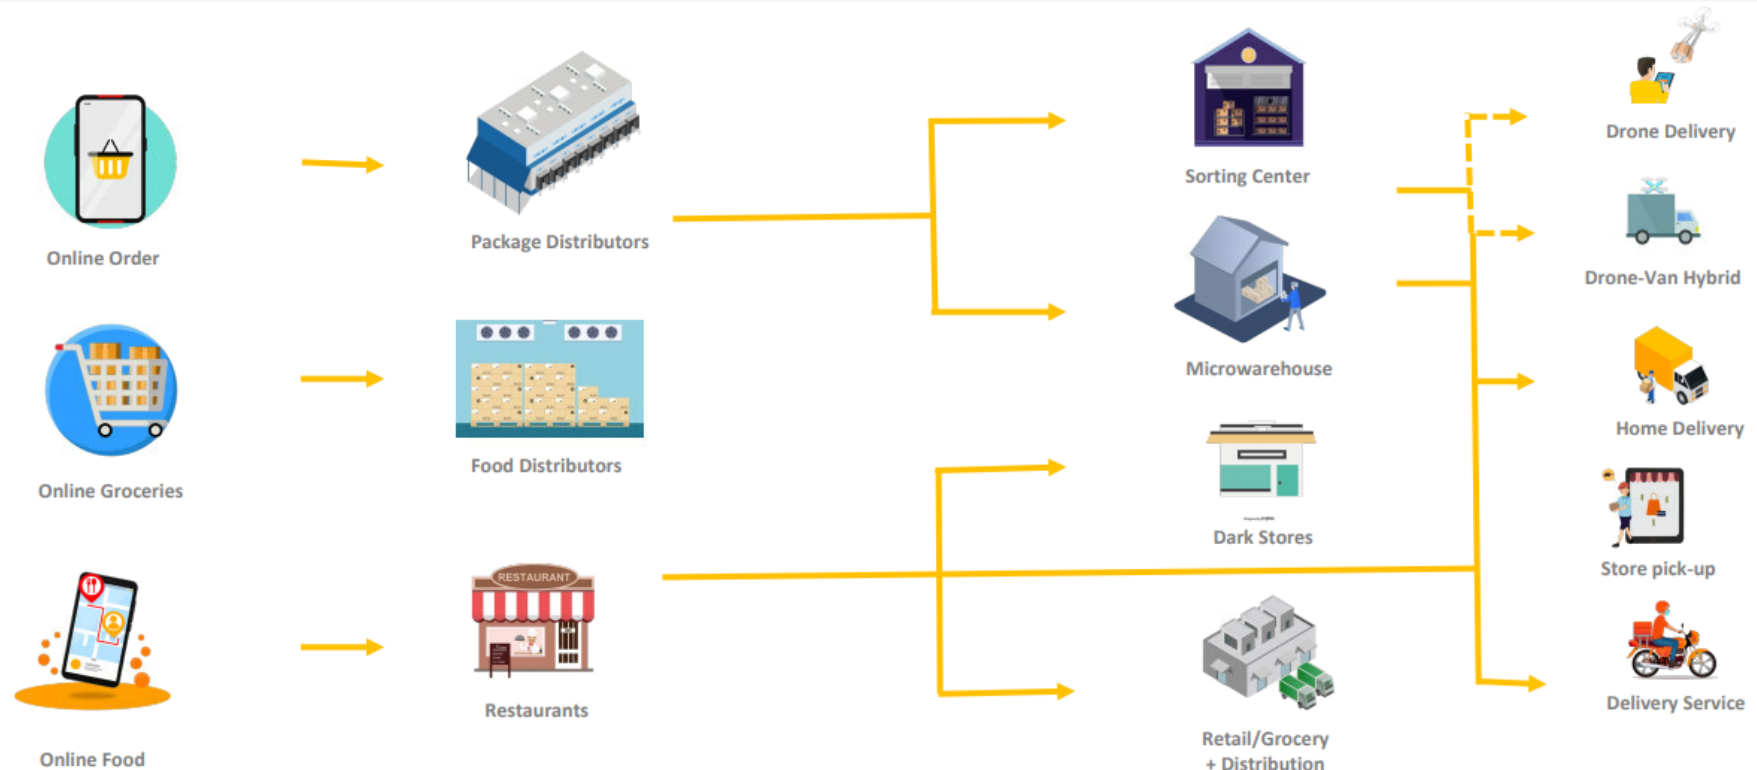 Online Order
Online Groceries
Online Food
Package Distributors
Food Distributors
RESTAURANT
Restaurants
Sorting Center
Microwarehouse
Dark Stores
Retail/Grocery
+ Distribution
Drone Delivery
Drone-Van Hybrid
Home Delivery
Store pick-up
Delivery Service